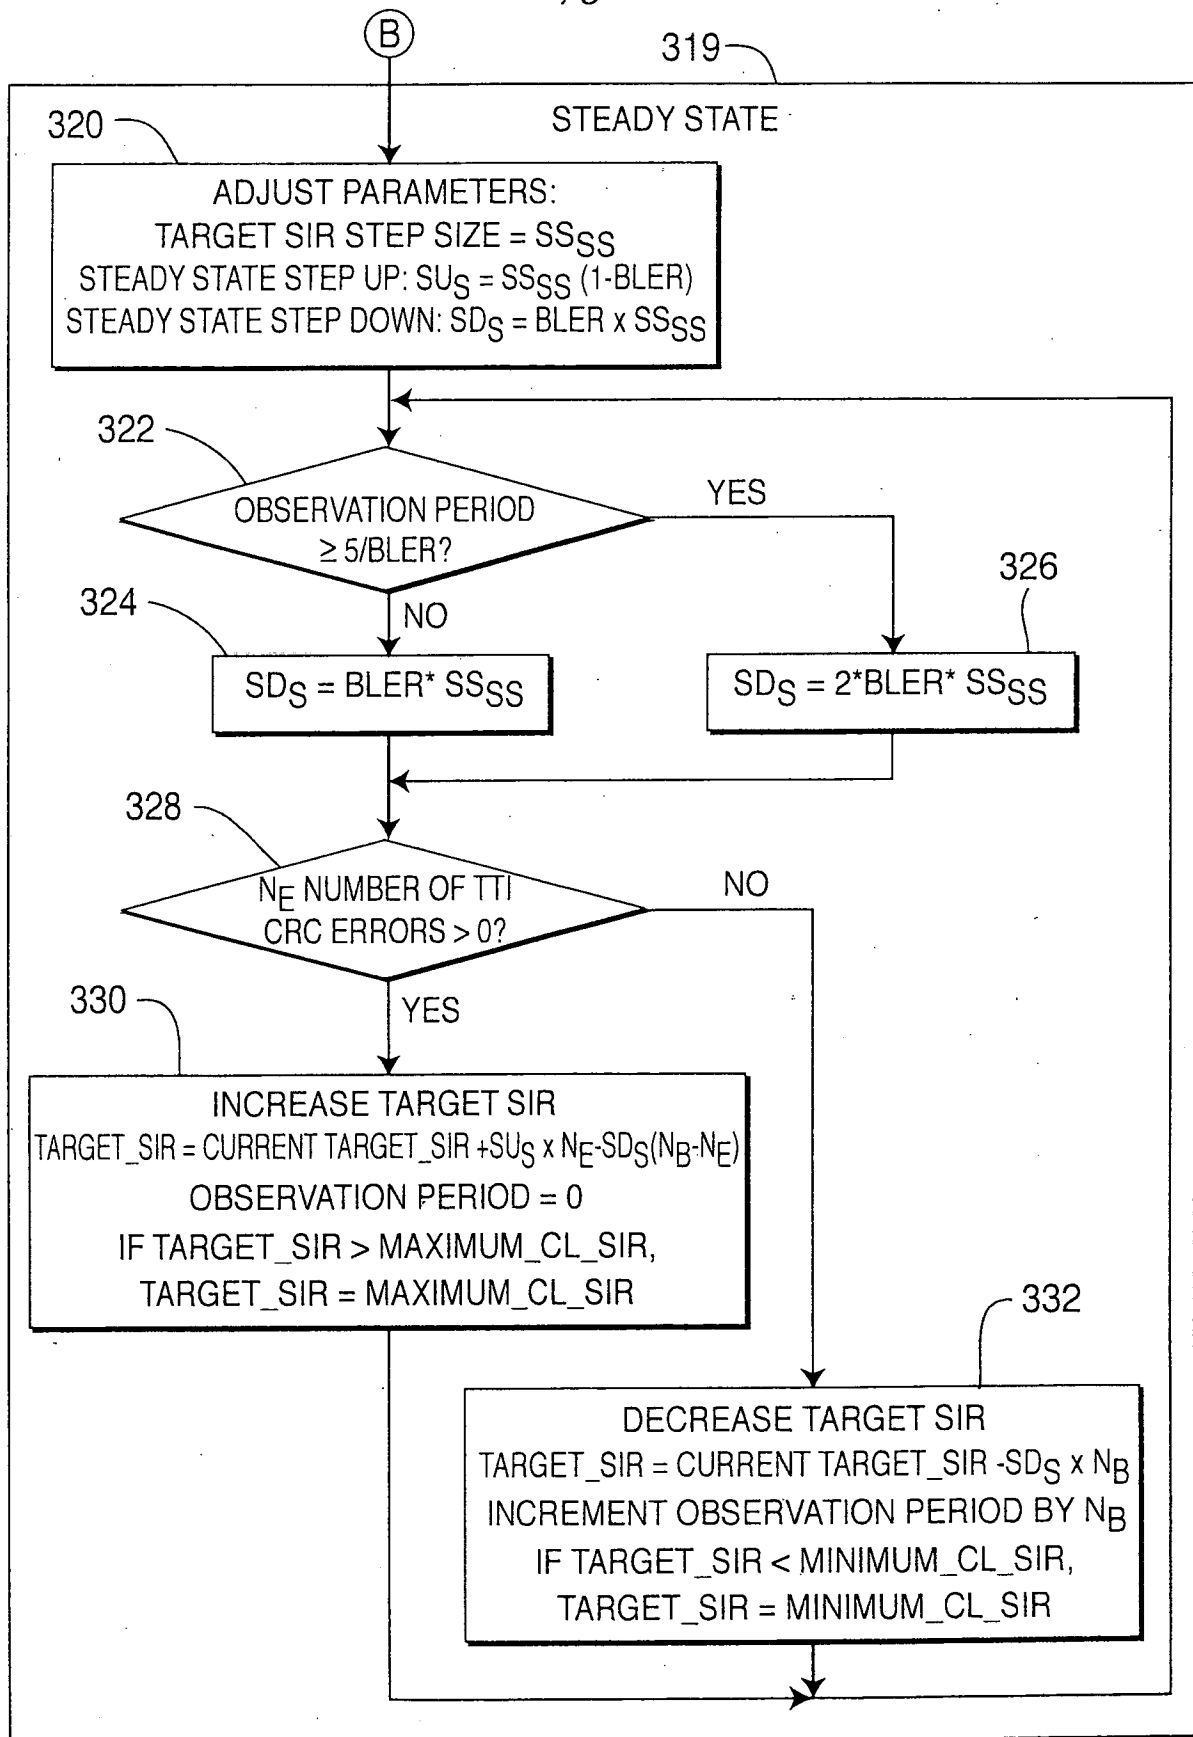 B
319
STEADY STATE
320
ADJUST PARAMETERS:
TARGET SIR STEP SIZE = SSSS
STEADY STATE STEP UP: SUS = SSSS (1-BLER)
STEADY STATE STEP DOWN: SDS = BLER x SSSS
322
OBSERVATION PERIOD
≥ 5/BLER?
YES
326
324
NO
SDS = BLER* SSSS
SDS = 2*BLER* SSSS
328
NE NUMBER OF TTI
CRC ERRORS > 0?
NO
330
YES
INCREASE TARGET SIR
TARGET_SIR = CURRENT TARGET_SIR +SUS x NE-SDS(NB-NE)
OBSERVATION PERIOD = 0
IF TARGET_SIR > MAXIMUM_CL_SIR,
TARGET_SIR = MAXIMUM_CL_SIR
332
DECREASE TARGET SIR
TARGET_SIR = CURRENT TARGET_SIR -SDS x NB
INCREMENT OBSERVATION PERIOD BY NB
IF TARGET_SIR < MINIMUM_CL_SIR,
TARGET_SIR = MINIMUM_CL_SIR